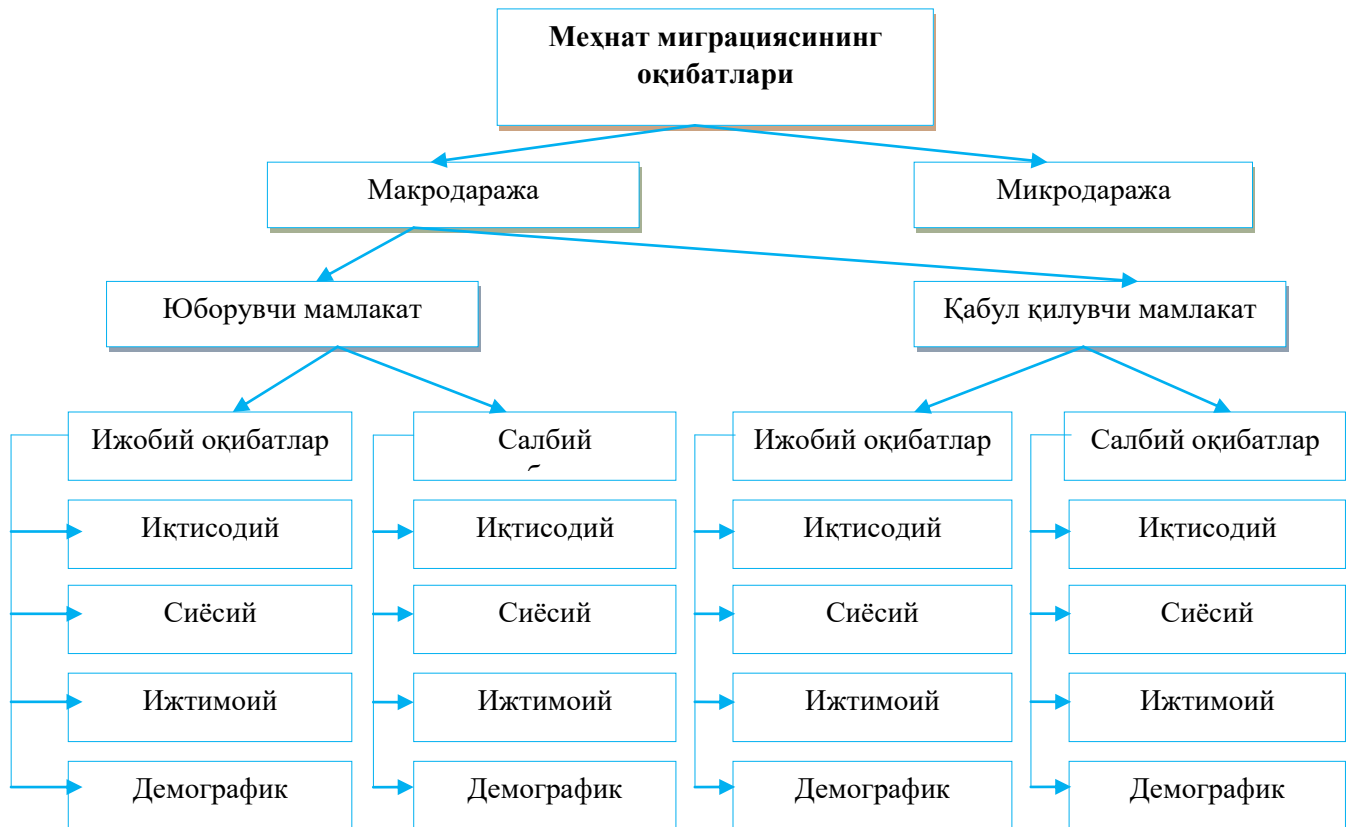 Меҳнат миграциясининг
оқибатлари
Макродаража
Микродаража
Юборувчи мамлакат
Қабул қилувчи мамлакат
Ижобий оқибатлар
Салбий
Ижобий оқибатлар
Салбий оқибатлар
Иқтисодий
Иқтисодий
Иқтисодий
Иқтисодий
Сиёсий
Сиёсий
Сиёсий
Сиёсий
Ижтимоий
Ижтимоий
Ижтимоий
Ижтимоий
Демографик
Демографик
Демографик
Демографик